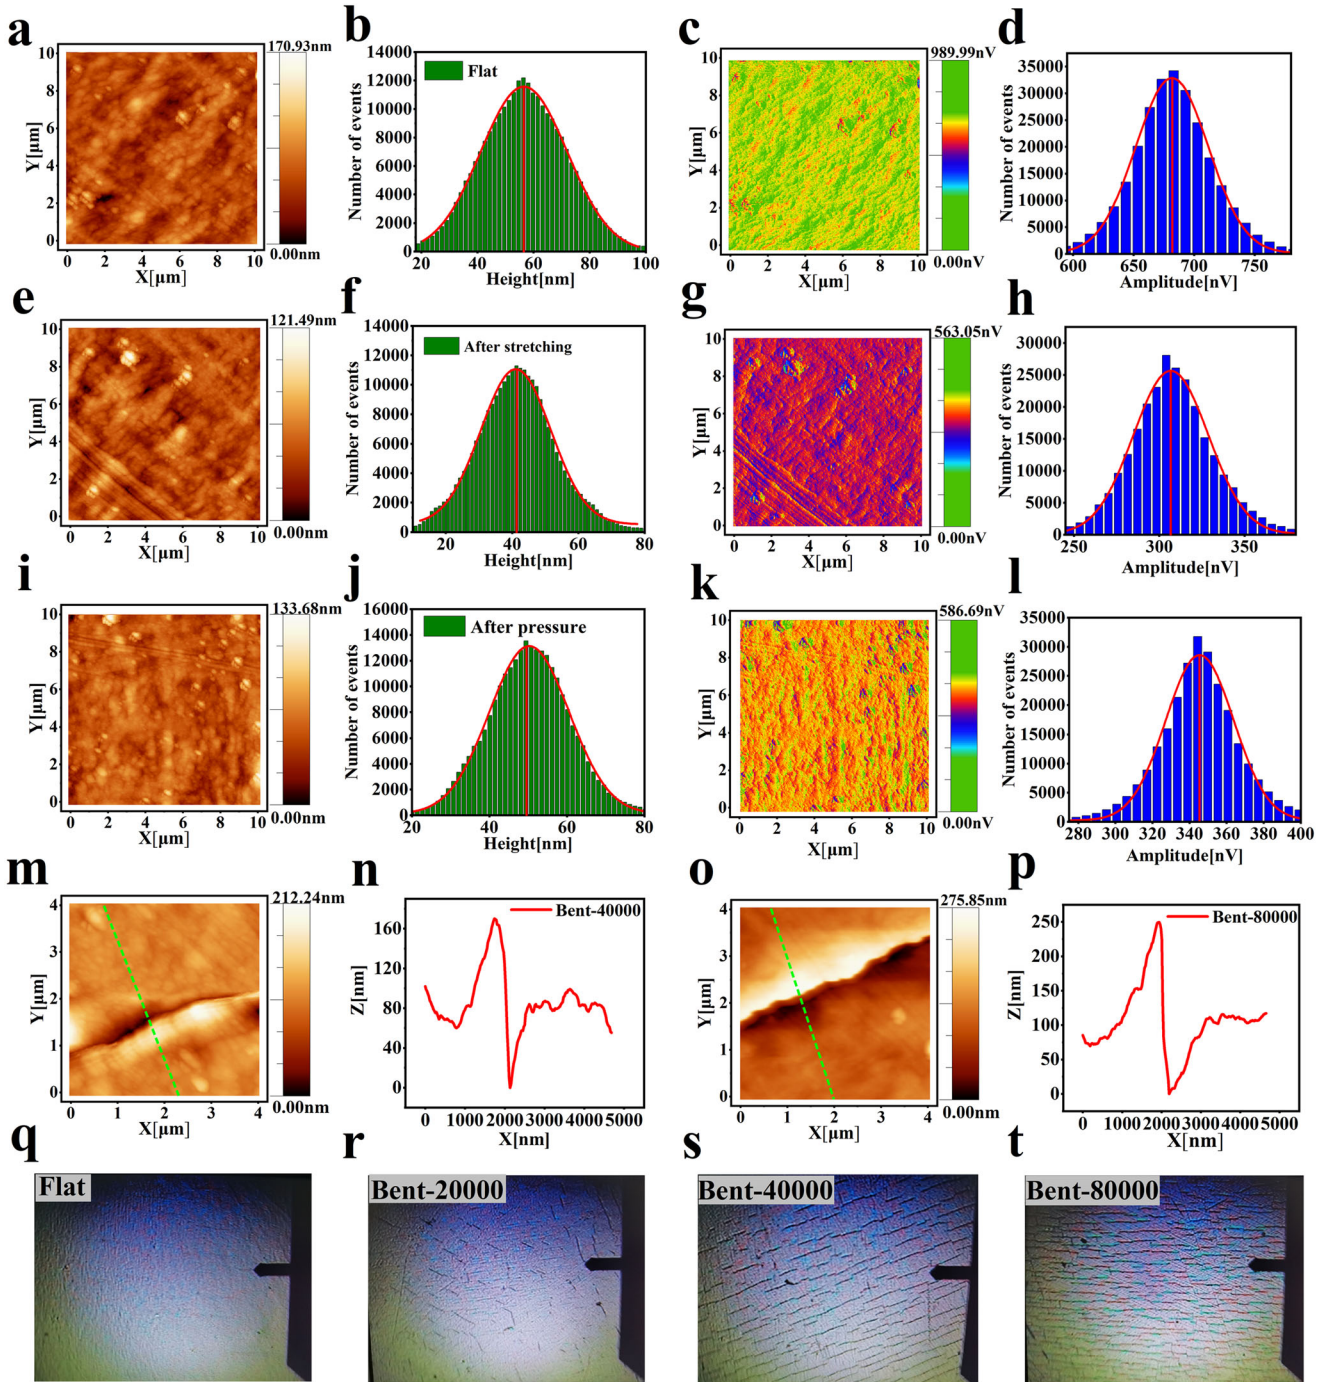 a
170.93nm
10
8
6
4
2
0
Y[μm]
0 2 4 6 8 10
X[μm]
0.00nm
b
14000
12000
10000
8000
6000
4000
2000
0
Number of events
Flat
20 40 60 80 100
Height[nm]
c
989.99nV
10
8
6
4
2
0
Y[μm]
0 2 4 6 8 10
X[μm]
0.00nV
d
35000
30000
25000
20000
15000
10000
5000
0
Number of events
600 650 700 750
Amplitude[nV]
e
121.49nm
10
8
6
4
2
0
Y[μm]
0 2 4 6 8 10
X[μm]
0.00nm
f
14000
12000
10000
8000
6000
4000
2000
0
Number of events
After stretching
20 40 60 80
Height[nm]
g
563.05nV
10
8
6
4
2
0
Y[μm]
0 2 4 6 8 10
X[μm]
0.00nV
h
30000
25000
20000
15000
10000
5000
0
Number of events
250 300 350
Amplitude[nV]
i
133.68nm
10
8
6
4
2
0
Y[μm]
0 2 4 6 8 10
X[μm]
0.00nm
j
16000
14000
12000
10000
8000
6000
4000
2000
0
Number of events
After pressure
20 40 60 80
Height[nm]
k
586.69nV
10
8
6
4
2
0
Y[μm]
0 2 4 6 8 10
X[μm]
0.00nV
l
35000
30000
25000
20000
15000
10000
5000
0
Number of events
280 300 320 340 360 380 400
Amplitude[nV]
m
212.24nm
4
3
2
1
0
Y[μm]
0 1 2 3 4
X[μm]
0.00nm
n
160
120
80
40
0
Z[nm]
Bent-40000
0 1000 2000 3000 4000 5000
X[nm]
o
275.85nm
4
3
2
1
0
Y[μm]
0 1 2 3 4
X[μm]
0.00nm
p
250
200
150
100
50
0
Z[nm]
Bent-80000
0 1000 2000 3000 4000 5000
X[nm]
q
Flat
r
Bent-20000
s
Bent-40000
t
Bent-80000